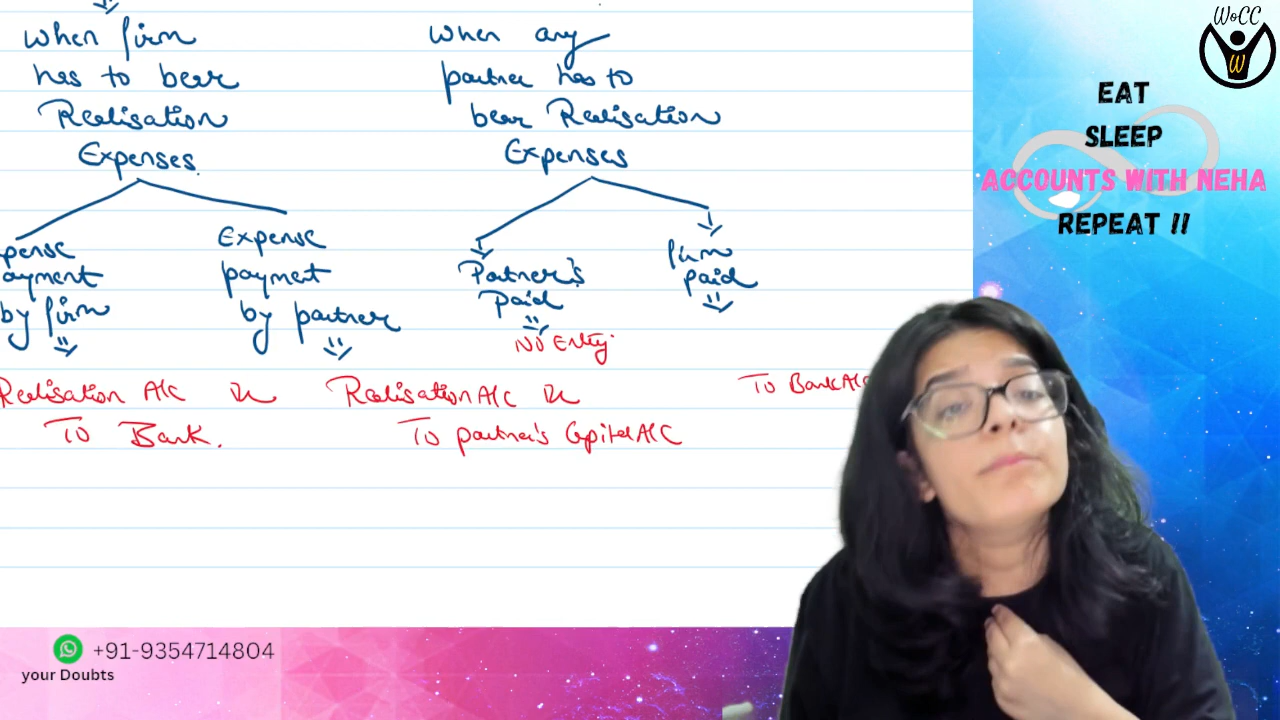 When firm
has to bear
Realisation
Expenses
When any
partner has to
bear Realisation
Expenses
pense
ayment
by firm
Expense
payment
by partner
Partner's
Paid
No Entry
firm
paid
Realisation A/c Dr
To Bank.
Realisation A/c Dr
To partner's Capital A/C
To Bank A/c
WoCC
W
EAT
SLEEP
ACCOUNTS WITH NEHA
REPEAT !!
+91-9354714804
your Doubts